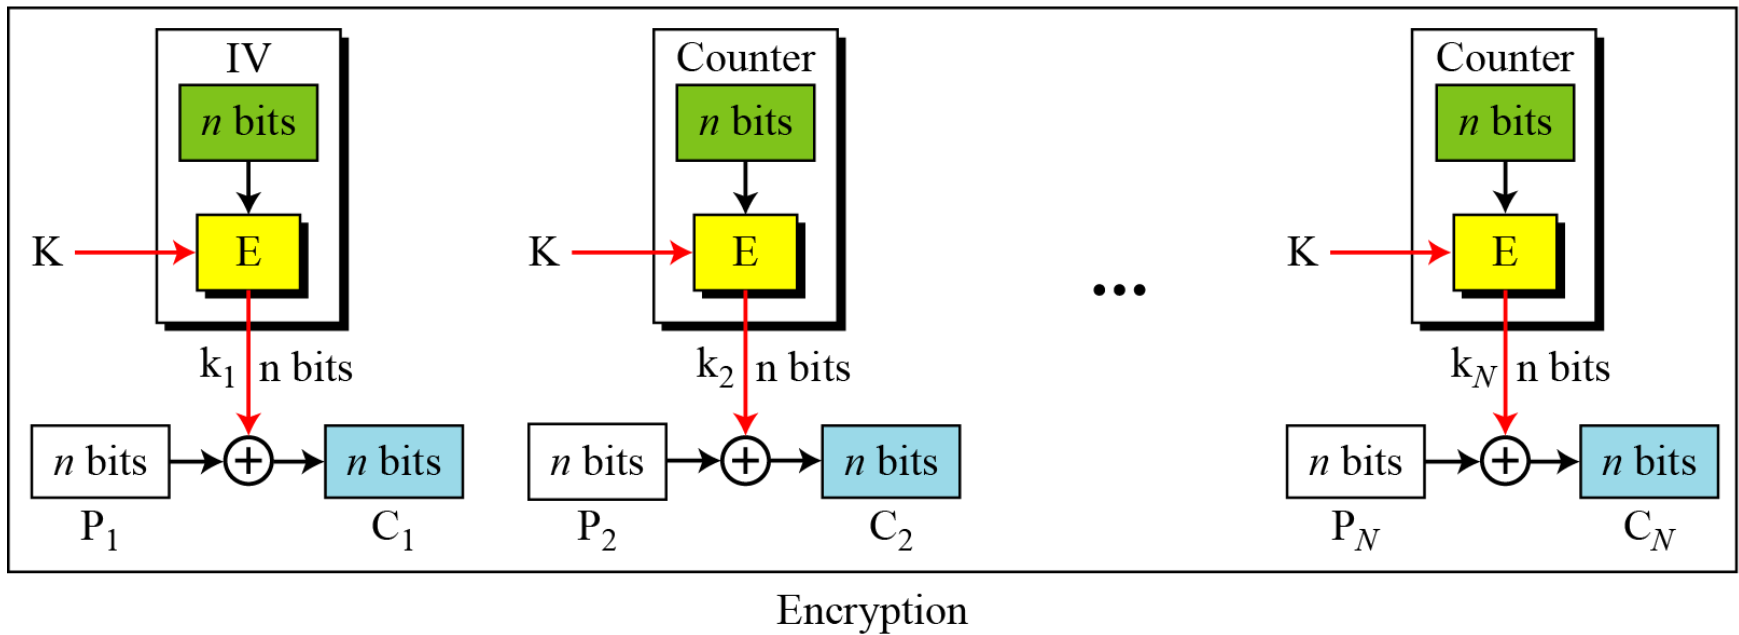 IV Counter Counter
n bits n bits n bits
K E K E K E
...
k1 n bits k2 n bits kN n bits
n bits n bits n bits n bits n bits n bits
P1 C1 P2 C2 PN CN
Encryption